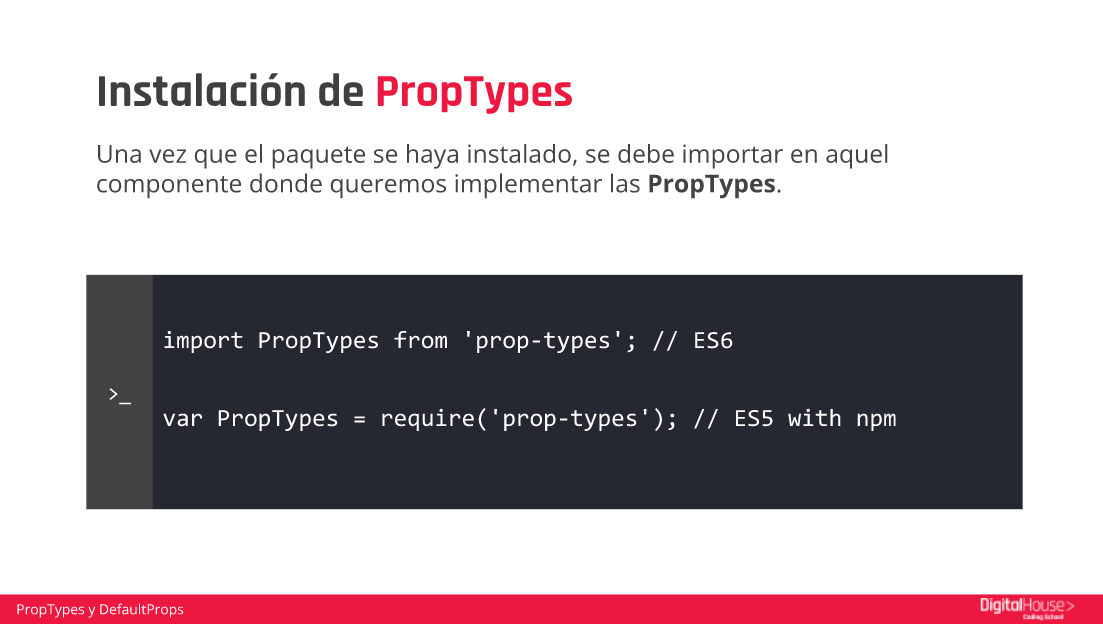 Instalación de PropTypes
Una vez que el paquete se haya instalado, se debe importar en aquel
componente donde queremos implementar las PropTypes.
import PropTypes from 'prop-types'; // ES6
>_
var PropTypes = require('prop-types'); // ES5 with npm
PropTypes y DefaultProps
DigitalHouse>
Coding School